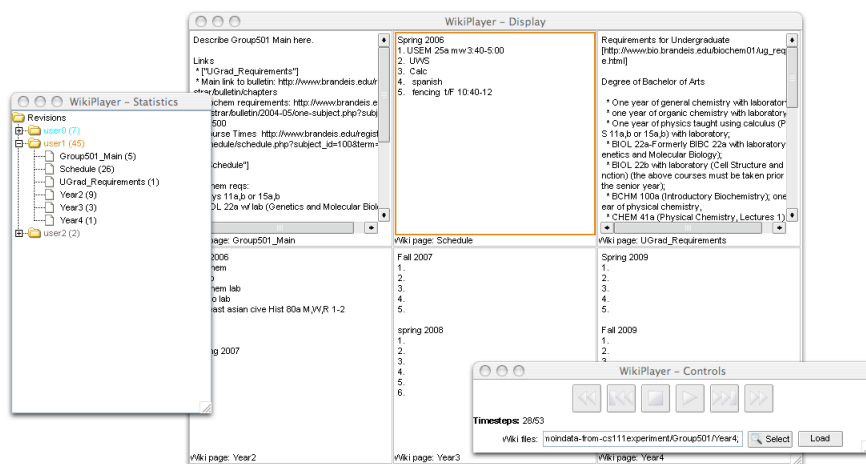 WikiPlayer – Display
Describe Group501 Main here.
Links
* ["UGrad_Requirements"]
* Main link to bulletin: http://www.brandeis.edu/r
strar/bulletin/chapters
ochem requirements: http://www.brandeis.e
strar/bulletin/2004-05/one-subject.php?subj
500
ourse Times http://www.brandeis.edu/regist
hedule/schedule.php?subject_id=100&term=
chedule"]
hem reqs:
ys 11a,b or 15a,b
OL 22a w/ lab (Genetics and Molecular Biol
Wiki page: Group501_Main
Spring 2006
1. USEM 25a mw 3:40-5:00
2. UWS
3. Calc
4. spanish
5. fencing t/F 10:40-12
Wiki page: Schedule
Requirements for Undergraduate
[http://www.bio.brandeis.edu/biochem01/ug_req
e.html]
Degree of Bachelor of Arts
* One year of general chemistry with laboratory
* one year of organic chemistry with laboratory
* One year of physics taught using calculus (P
S 11a,b or 15a,b) with laboratory;
* BIOL 22a-Formerly BIBC 22a with laboratory
enetics and Molecular Biology);
* BIOL 22b with laboratory (Cell Structure and
nction) (the above courses must be taken prior
the senior year);
* BCHM 100a (Introductory Biochemistry); one
ear of physical chemistry,
* CHEM 41a (Physical Chemistry, Lectures 1)
Wiki page: UGrad_Requirements
WikiPlayer – Statistics
Revisions
user0 (7)
user1 (45)
Group501_Main (5)
Schedule (26)
UGrad_Requirements (1)
Year2 (9)
Year3 (3)
Year4 (1)
user2 (2)
2006
hem
hem lab
o lab
ast asian cive Hist 80a M,W,R 1-2
ng 2007
Wiki page: Year2
Fall 2007
1.
2.
3.
4.
5.
spring 2008
1.
2.
3.
4.
5.
6.
Wiki page: Year3
Spring 2009
1.
2.
3.
4.
5.
Fall 2009
1.
2.
3.
Wiki page: Year4
WikiPlayer – Controls
Timesteps: 28/53
Wiki files: noindata-from-cs111experiment/Group501/Year4; Select Load